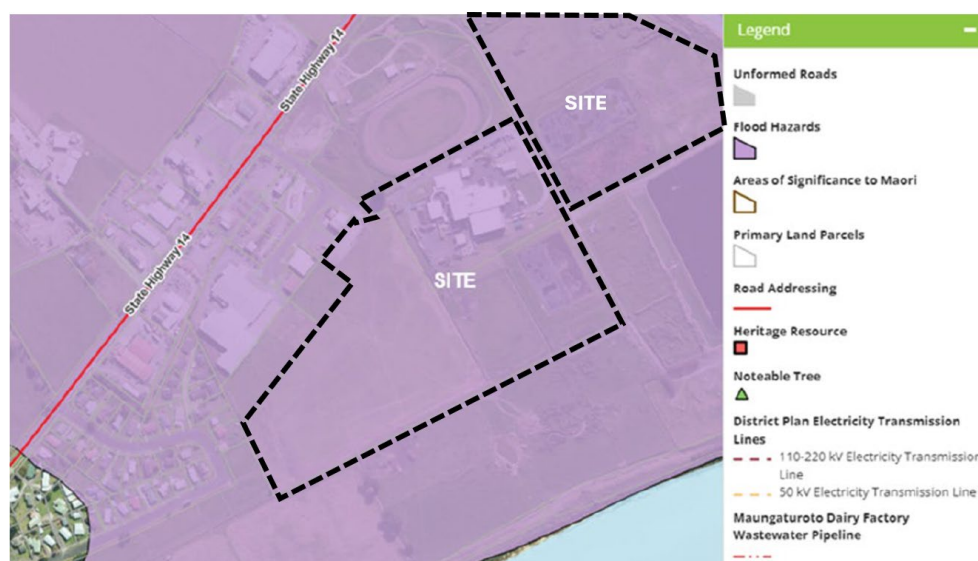 State Highway 14
State Highway 14
SITE
SITE
Legend
Unformed Roads
Flood Hazards
Areas of Significance to Maori
Primary Land Parcels
Road Addressing
Heritage Resource
Noteable Tree
District Plan Electricity Transmission
Lines
110-220 kV Electricity Transmission
Line
50 kV Electricity Transmission Line
Maungaturoto Dairy Factory
Wastewater Pipeline